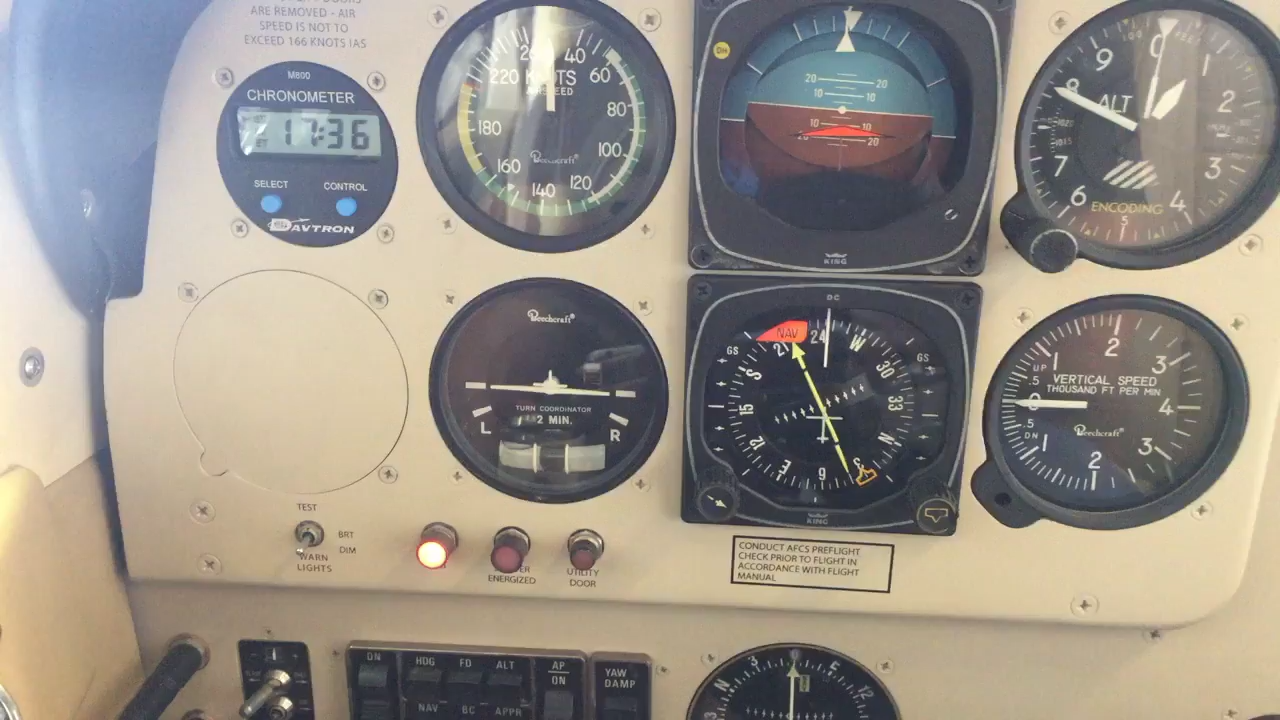 ARE REMOVED - AIR
SPEED IS NOT TO
EXCEED 166 KNOTS IAS
M800
CHRONOMETER
17:36
SELECT
CONTROL
DAVTRON
40
60
80
100
120
140
160
180
220 KNOTS
Beechcraft
DH
20 20
10 10
10 10
20
KING
0
1
2
3
4
5
6
7
8
9
ALT
ENCODING
Beechcraft
TURN COORDINATOR
2 MIN.
L R
DC
NAV
GS GS
21 24 W 30 33 N 3 9 E 12 15 S
KING
UP
.5
1
2
3
4
3
2
1
.5
DN
0
VERTICAL SPEED
THOUSAND FT PER MIN
Beechcraft
TEST
BRT
DIM
WARN
LIGHTS
ENERGIZED
UTILITY
DOOR
CONDUCT AFCS PREFLIGHT
CHECK PRIOR TO FLIGHT IN
ACCORDANCE WITH FLIGHT
MANUAL
HDG FD ALT AP
ON
YAW
DAMP
NAV BC APPR
N 3 E 12